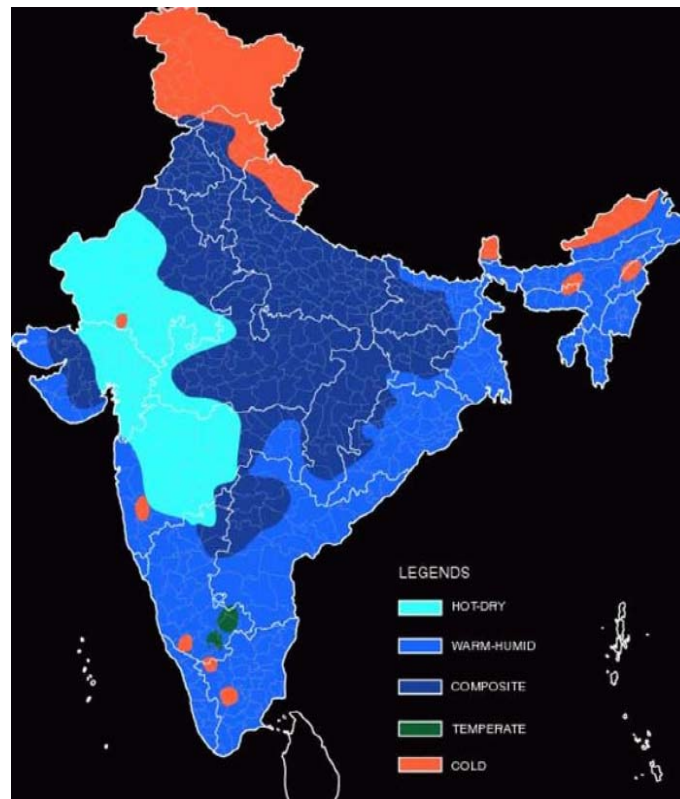 LEGENDS
HOT-DRY
WARM-HUMID
COMPOSITE
TEMPERATE
COLD